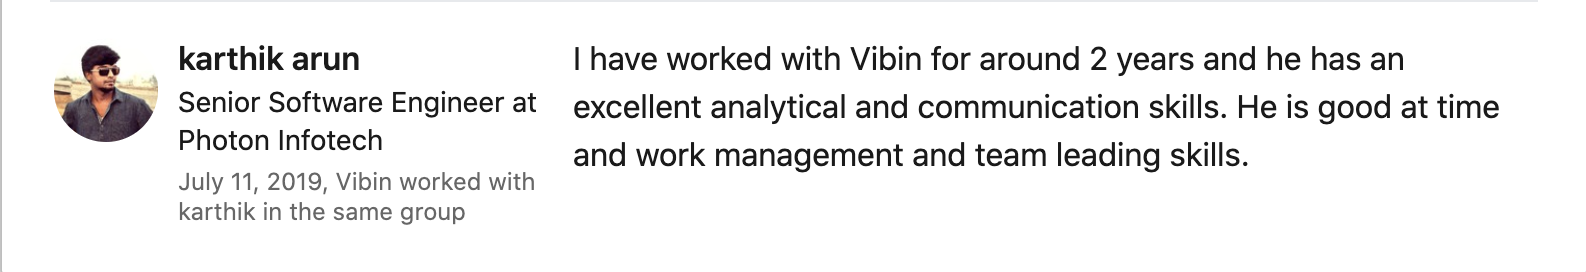 karthik arun
Senior Software Engineer at
Photon Infotech
July 11, 2019, Vibin worked with
karthik in the same group
I have worked with Vibin for around 2 years and he has an
excellent analytical and communication skills. He is good at time
and work management and team leading skills.